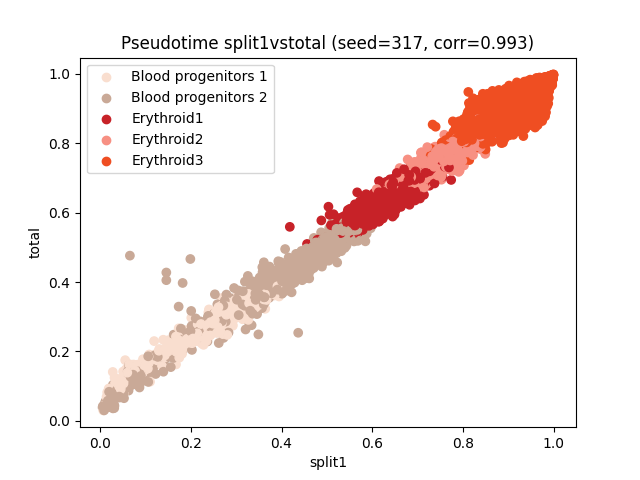 Pseudotime split1vstotal (seed=317, corr=0.993)
Blood progenitors 1
Blood progenitors 2
Erythroid1
Erythroid2
Erythroid3
1.0
0.8
0.6
0.4
0.2
0.0
total
0.0 0.2 0.4 0.6 0.8 1.0
split1